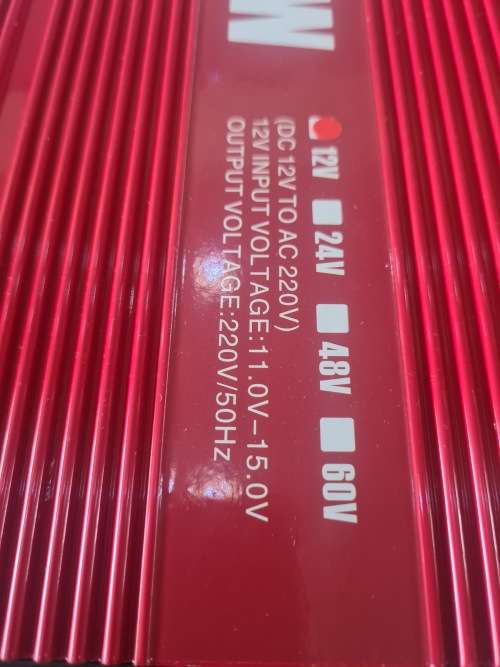 W
12V 24V 48V 60V
(DC 12V TO AC 220V)
12V INPUT VOLTAGE:11.0V-15.0V
OUTPUT VOLTAGE:220V/50Hz